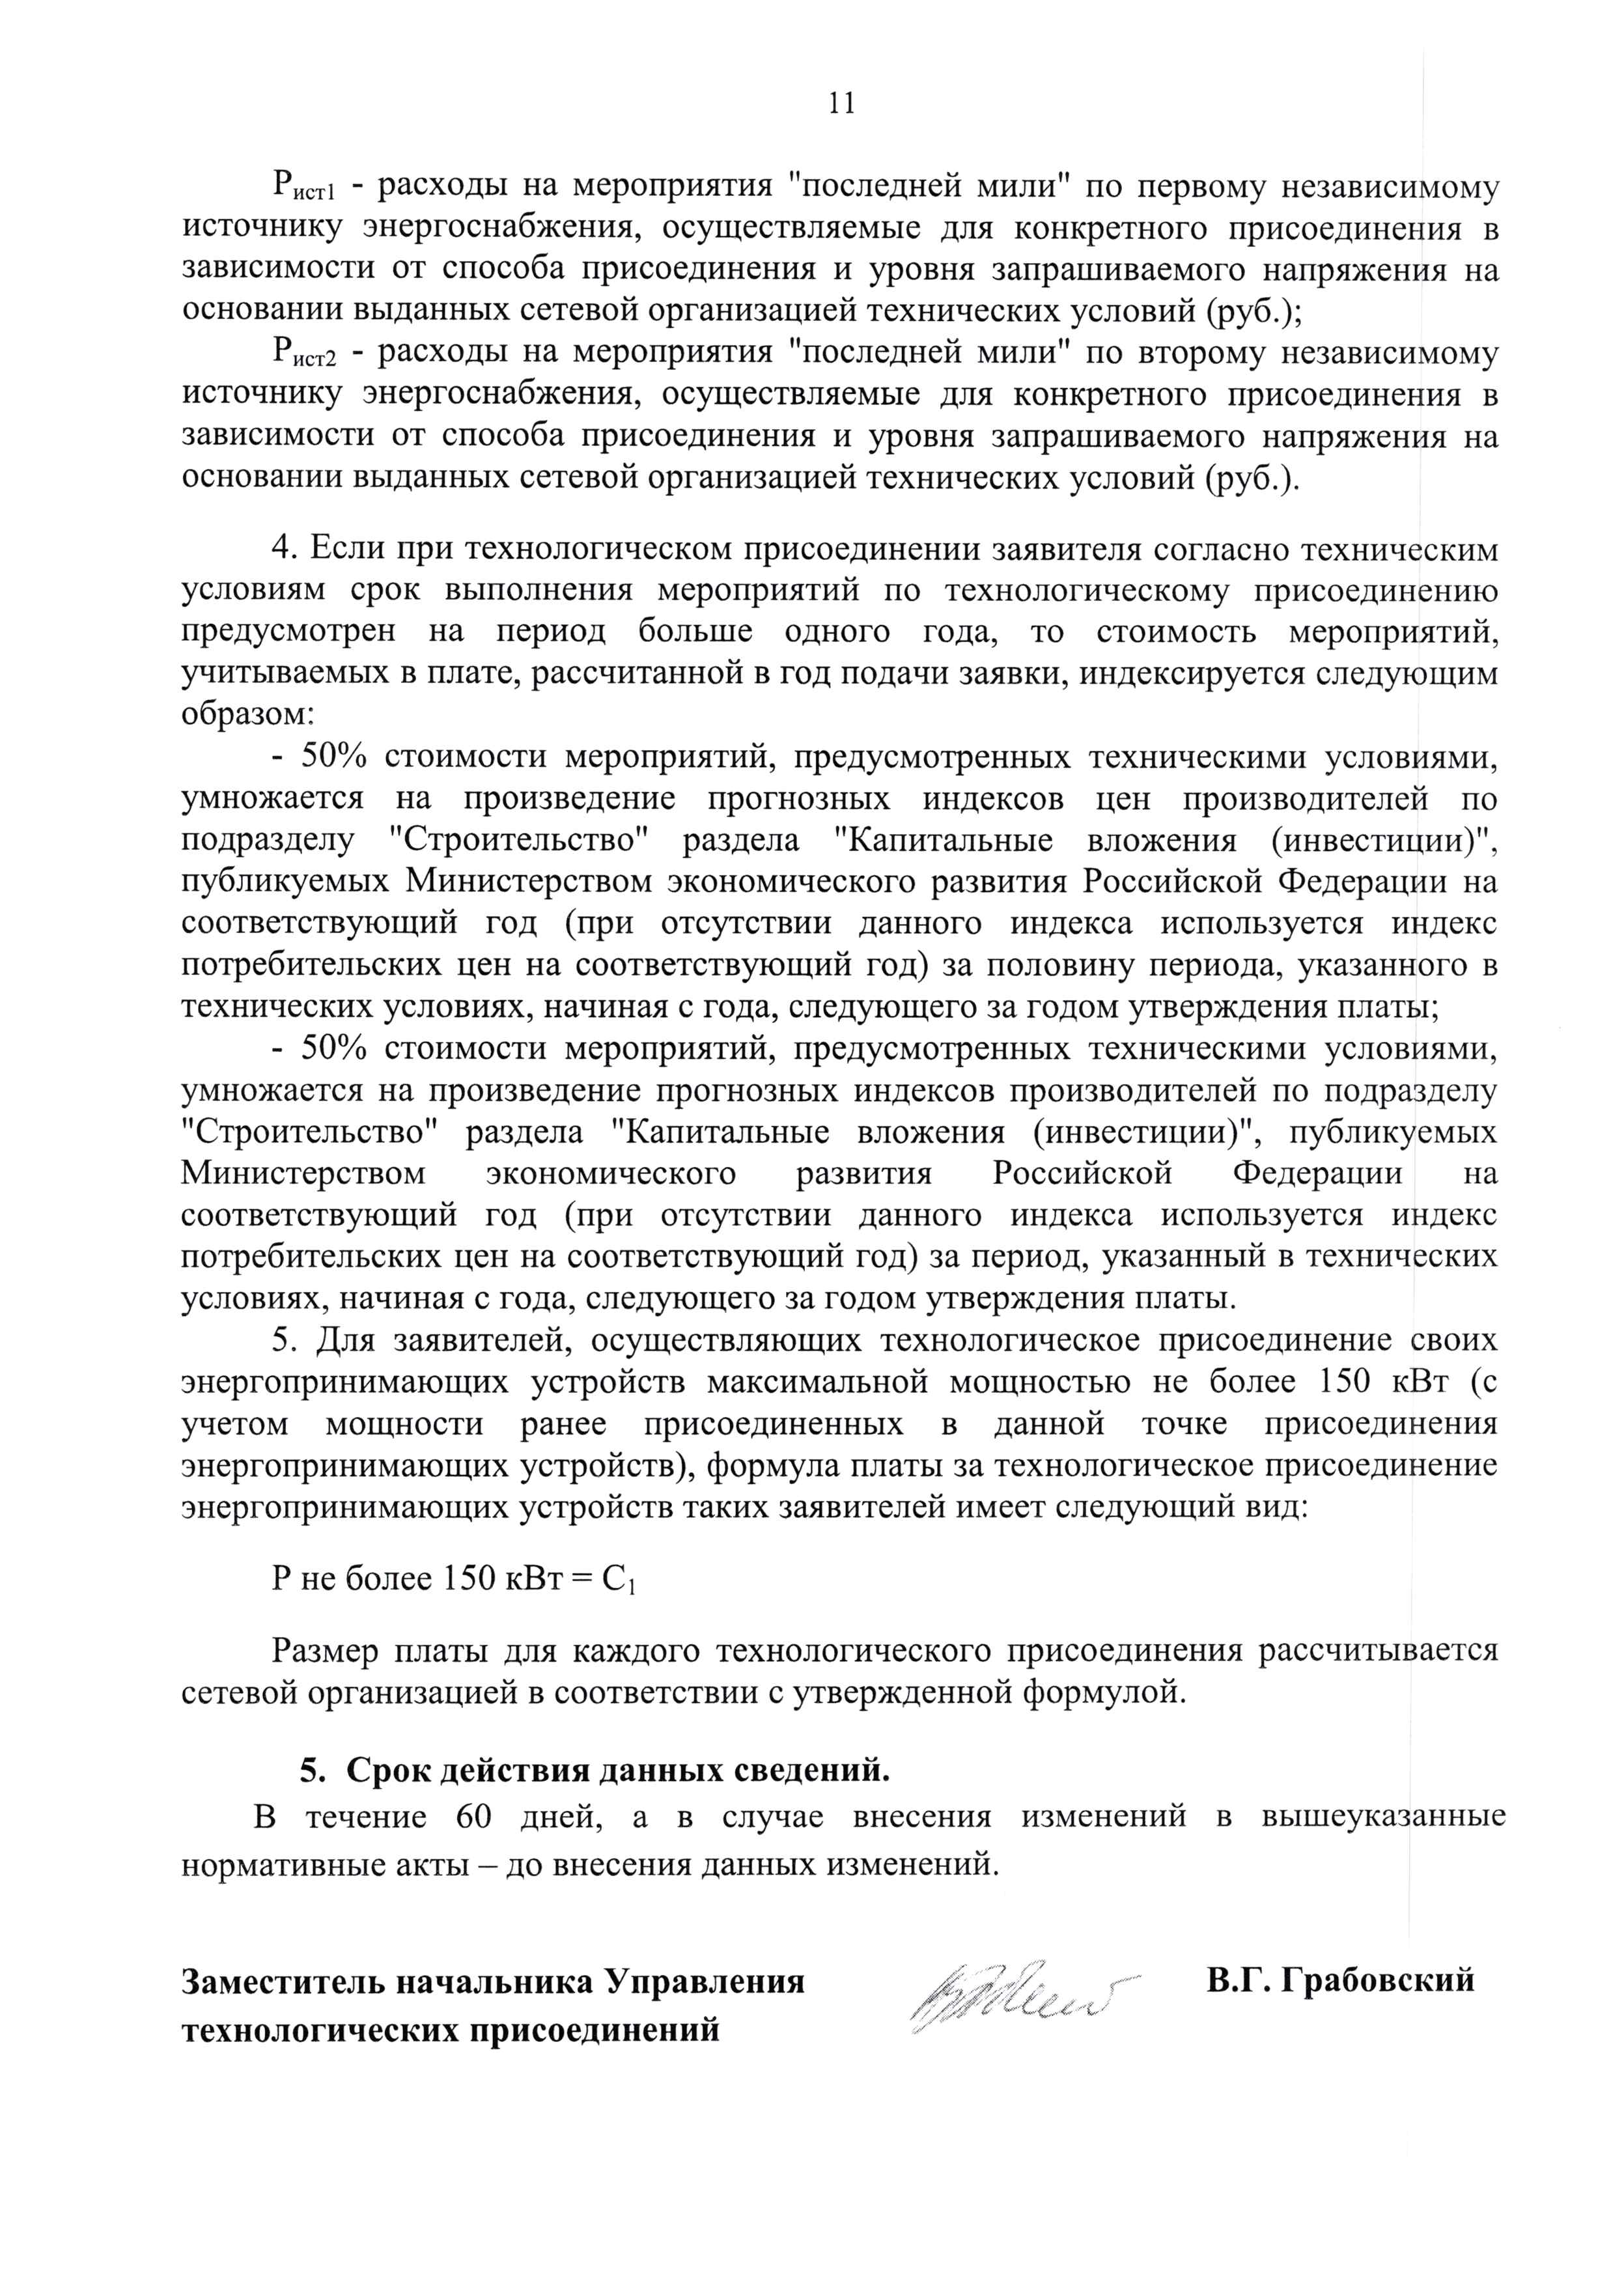 11
Рист1 - расходы на мероприятия "последней мили" по первому независимому
источнику энергоснабжения, осуществляемые для конкретного присоединения в
зависимости от способа присоединения и уровня запрашиваемого напряжения на
основании выданных сетевой организацией технических условий (руб.);
Рист2 - расходы на мероприятия "последней мили" по второму независимому
источнику энергоснабжения, осуществляемые для конкретного присоединения в
зависимости от способа присоединения и уровня запрашиваемого напряжения на
основании выданных сетевой организацией технических условий (руб.).
4. Если при технологическом присоединении заявителя согласно техническим
условиям срок выполнения мероприятий по технологическому присоединению
предусмотрен на период больше одного года, то стоимость мероприятий,
учитываемых в плате, рассчитанной в год подачи заявки, индексируется следующим
образом:
- 50% стоимости мероприятий, предусмотренных техническими условиями,
умножается на произведение прогнозных индексов цен производителей по
подразделу "Строительство" раздела "Капитальные вложения (инвестиции)",
публикуемых Министерством экономического развития Российской Федерации на
соответствующий год (при отсутствии данного индекса используется индекс
потребительских цен на соответствующий год) за половину периода, указанного в
технических условиях, начиная с года, следующего за годом утверждения платы;
- 50% стоимости мероприятий, предусмотренных техническими условиями,
умножается на произведение прогнозных индексов производителей по подразделу
"Строительство" раздела "Капитальные вложения (инвестиции)", публикуемых
Министерством экономического развития Российской Федерации на
соответствующий год (при отсутствии данного индекса используется индекс
потребительских цен на соответствующий год) за период, указанный в технических
условиях, начиная с года, следующего за годом утверждения платы.
5. Для заявителей, осуществляющих технологическое присоединение своих
энергопринимающих устройств максимальной мощностью не более 150 кВт (с
учетом мощности ранее присоединенных в данной точке присоединения
энергопринимающих устройств), формула платы за технологическое присоединение
энергопринимающих устройств таких заявителей имеет следующий вид:
Р не более 150 кВт = С1
Размер платы для каждого технологического присоединения рассчитывается
сетевой организацией в соответствии с утвержденной формулой.
5. Срок действия данных сведений.
В течение 60 дней, а в случае внесения изменений в вышеуказанные
нормативные акты – до внесения данных изменений.
Заместитель начальника Управления В.Г. Грабовский
технологических присоединений